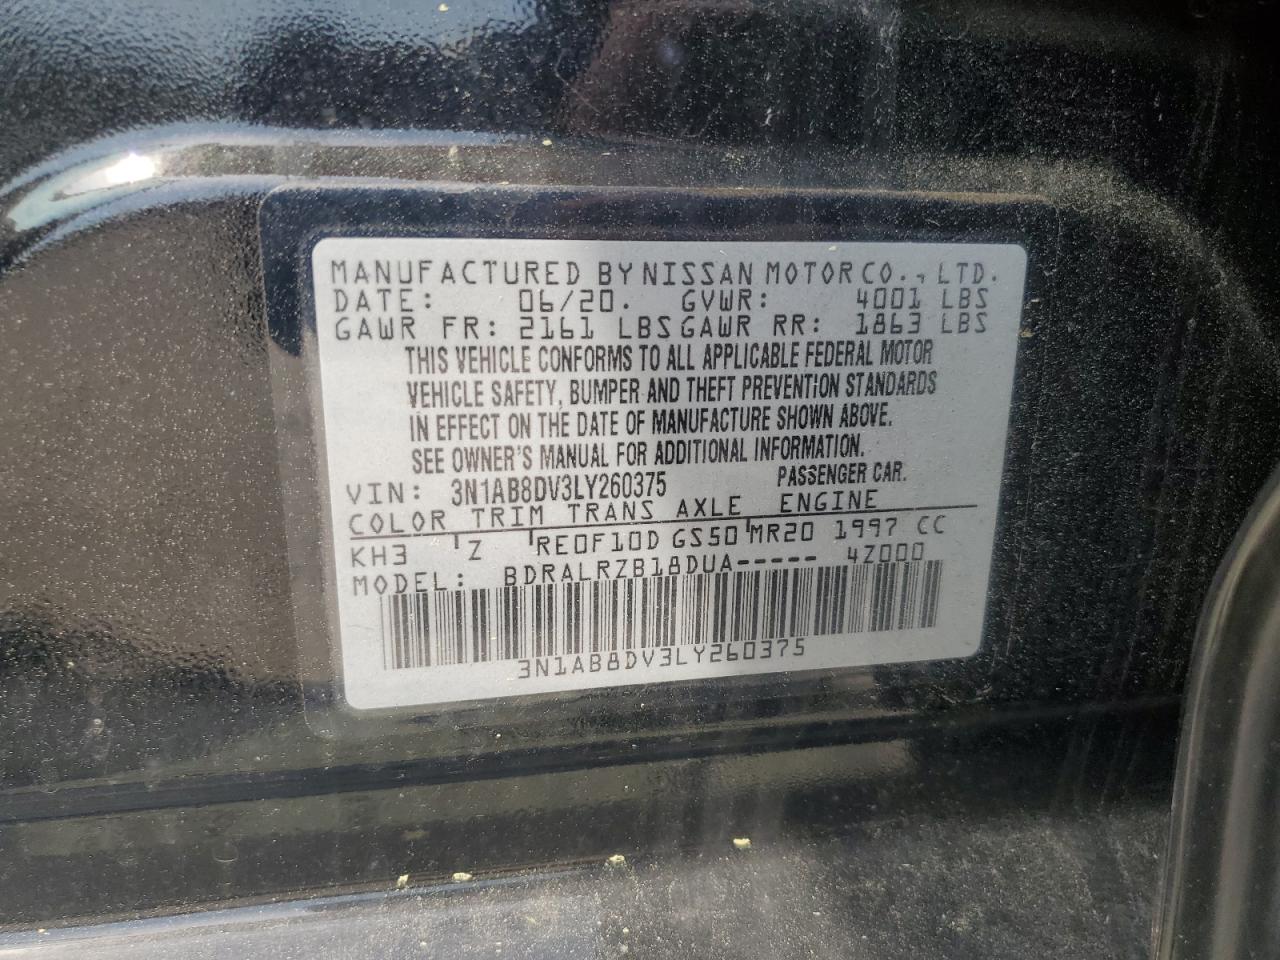 MANUFACTURED BY NISSAN MOTOR CO., LTD.
DATE: 06/20. GVWR: 4001 LBS
GAWR FR: 2161 LBS GAWR RR: 1863 LBS
THIS VEHICLE CONFORMS TO ALL APPLICABLE FEDERAL MOTOR
VEHICLE SAFETY, BUMPER AND THEFT PREVENTION STANDARDS
IN EFFECT ON THE DATE OF MANUFACTURE SHOWN ABOVE.
SEE OWNER'S MANUAL FOR ADDITIONAL INFORMATION.
VIN: 3N1AB8DV3LY260375 PASSENGER CAR.
COLOR TRIM TRANS AXLE ENGINE
KH3 'Z 'RE0F10D GS50 MR20 1997 CC
MODEL: BDRALRZB18DUA----- 4Z000
3N1AB8DV3LY260375